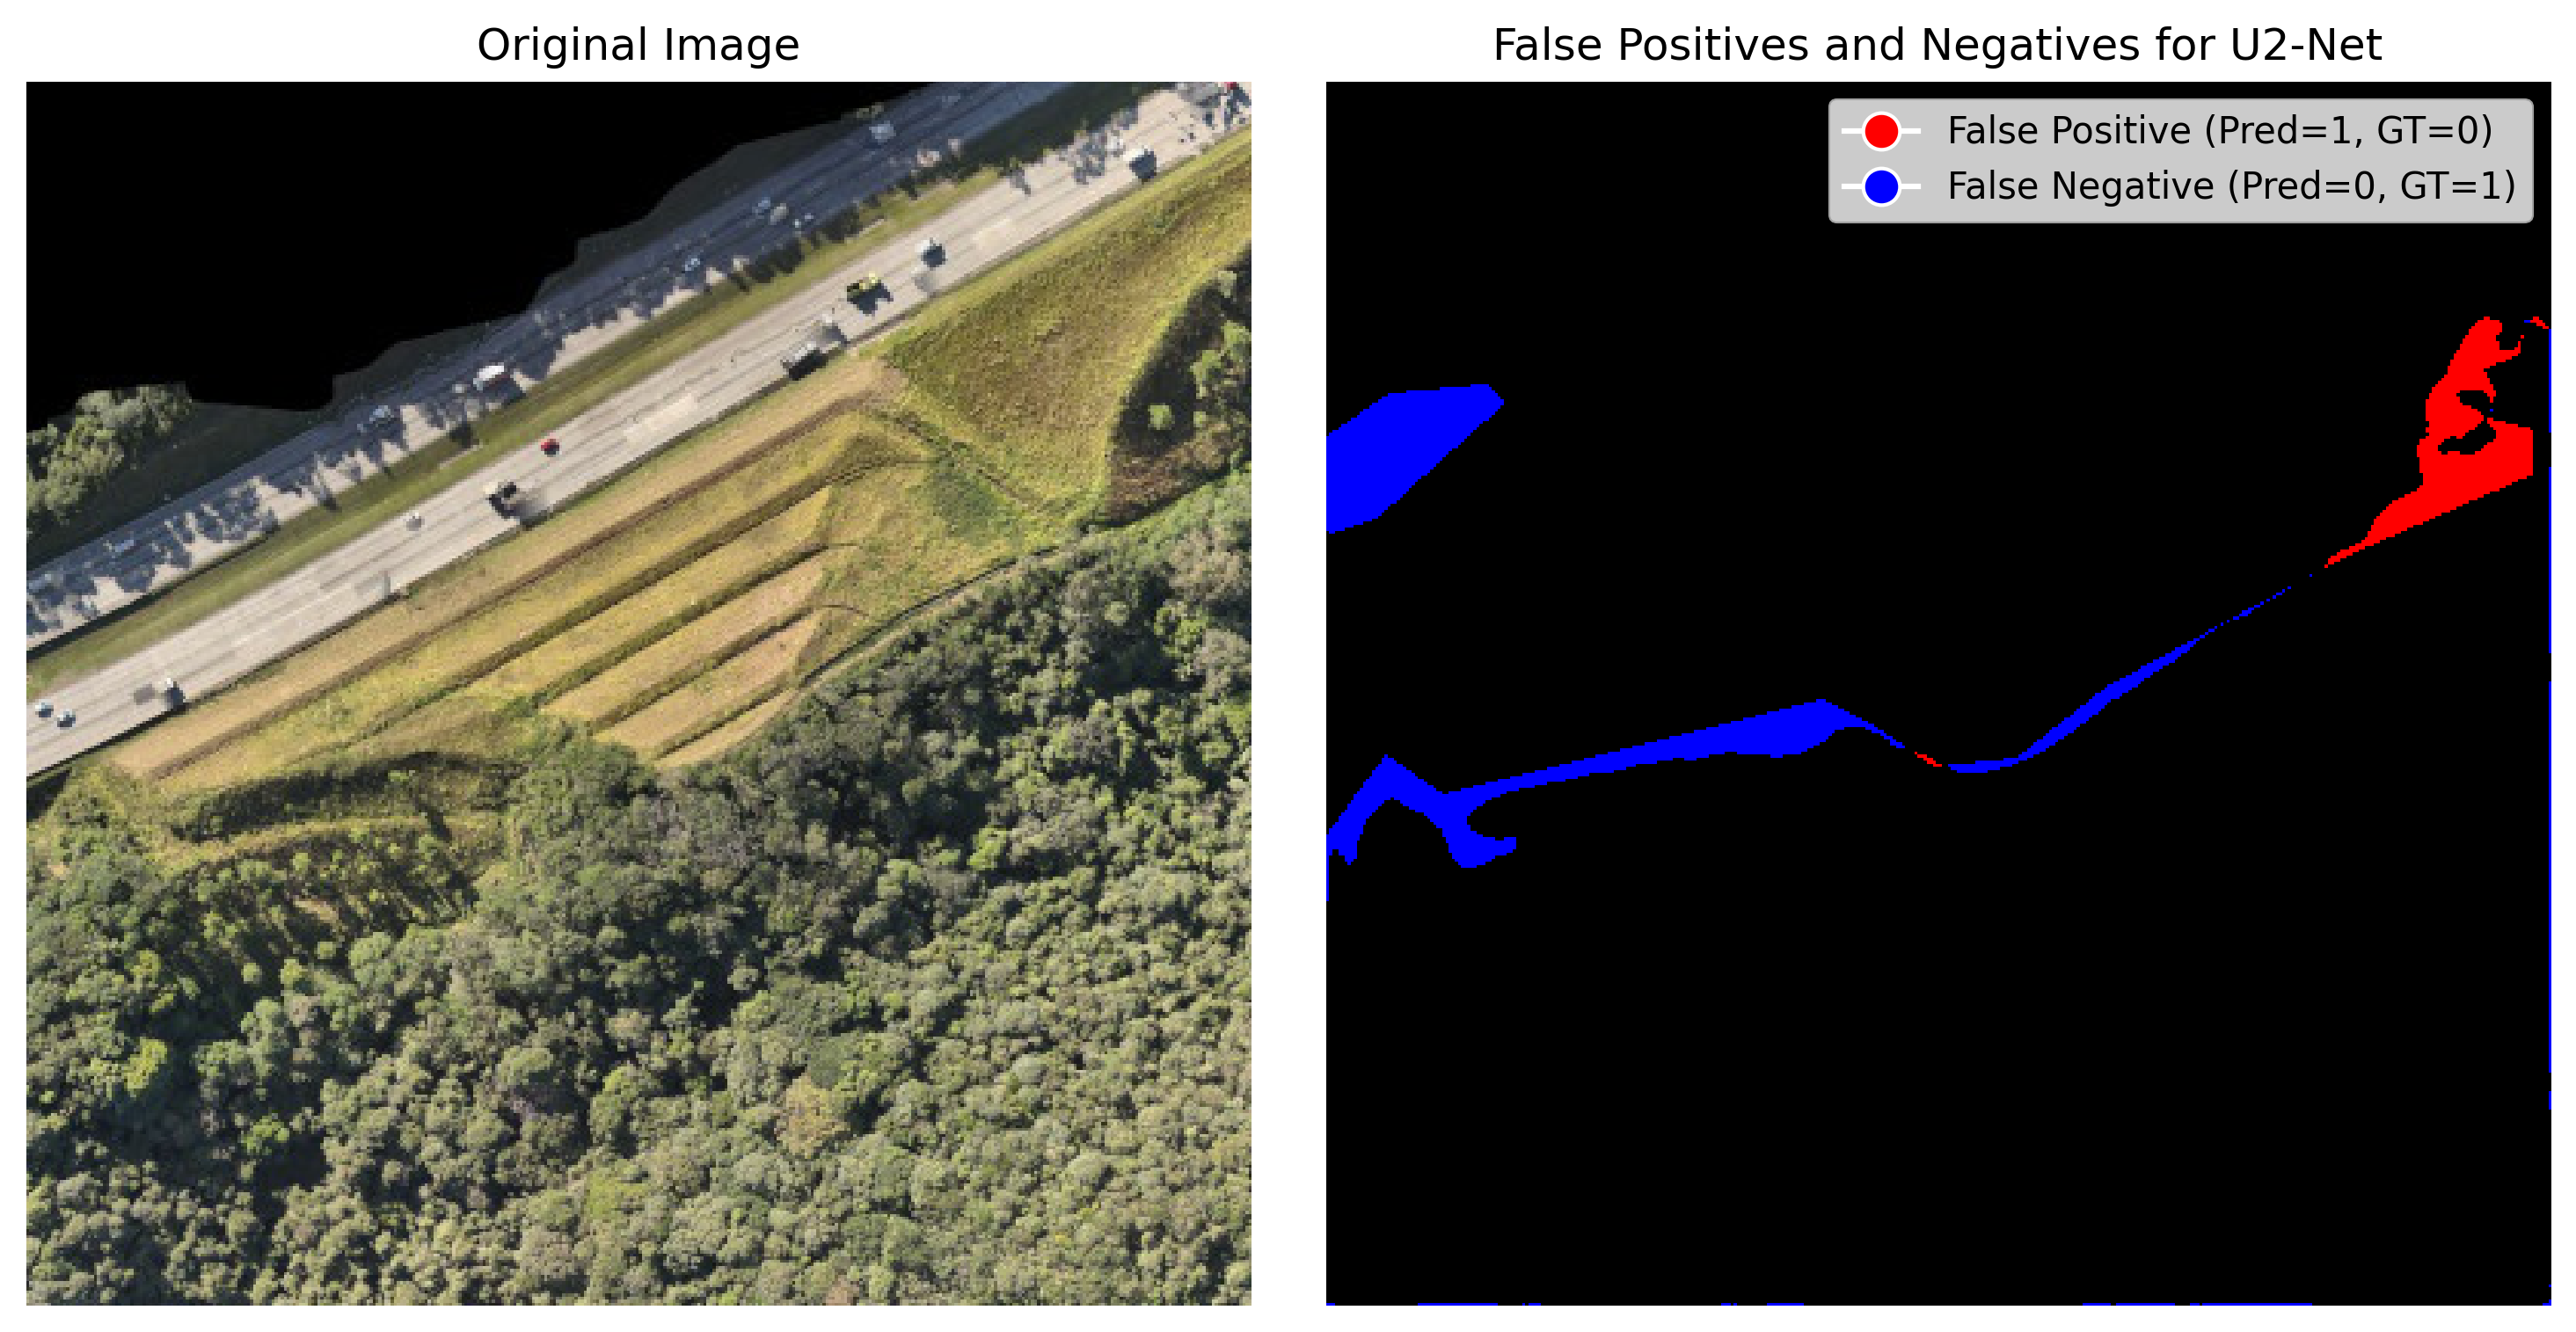 Original Image
False Positives and Negatives for U2-Net
False Positive (Pred=1, GT=0)
False Negative (Pred=0, GT=1)